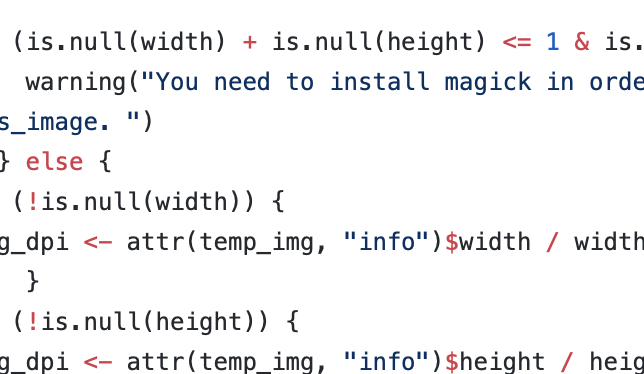 (is.null(width) + is.null(height) <= 1 & is.
warning("You need to install magick in orde
s_image. ")
} else {
(!is.null(width)) {
g_dpi <- attr(temp_img, "info")$width / width
}
(!is.null(height)) {
g_dpi <- attr(temp_img, "info")$height / heig